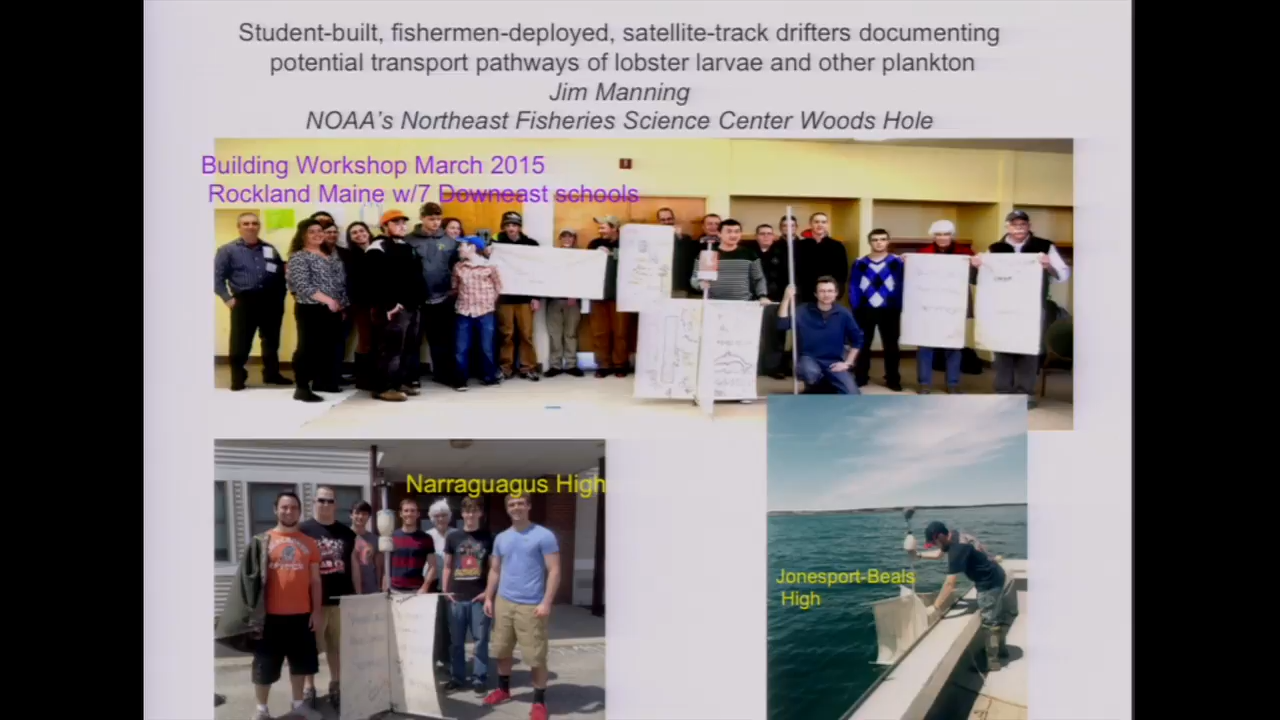 Student-built, fishermen-deployed, satellite-track drifters documenting
potential transport pathways of lobster larvae and other plankton
Jim Manning
NOAA's Northeast Fisheries Science Center Woods Hole
Building Workshop March 2015
Rockland Maine w/7 Downeast schools
Narraguagus High
Jonesport-Beals
High